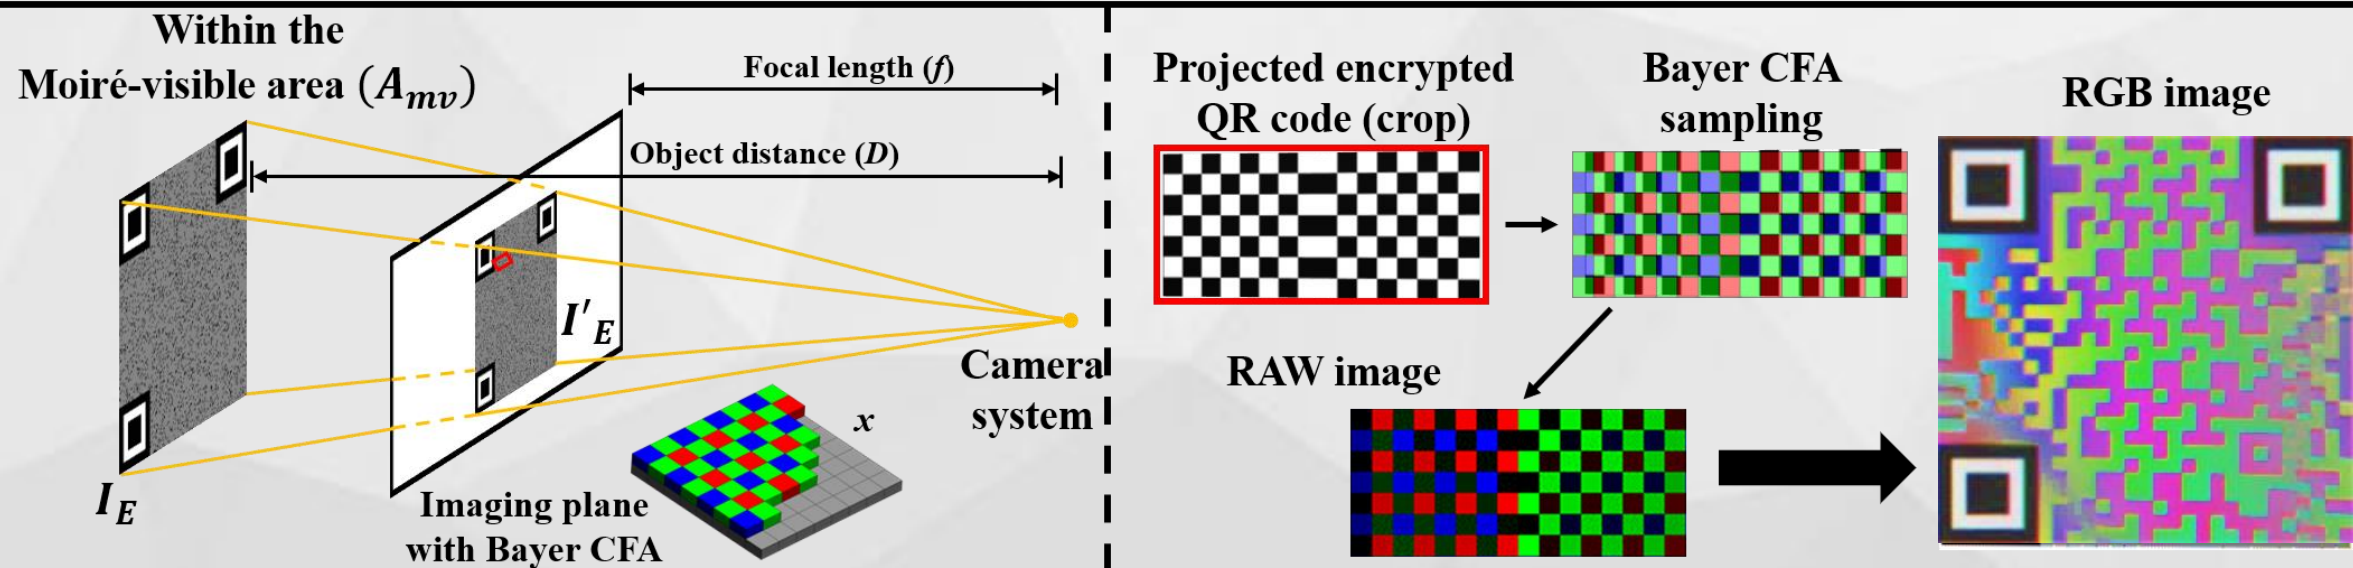 Within the
Moiré-visible area (A_mv)
Focal length (f)
Object distance (D)
I_E
I'_E
Camera
system
x
Imaging plane
with Bayer CFA
Projected encrypted
QR code (crop)
Bayer CFA
sampling
RGB image
RAW image